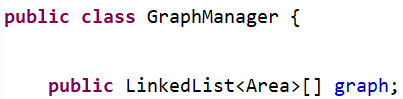 public class GraphManager {
public LinkedList<Area>[] graph;